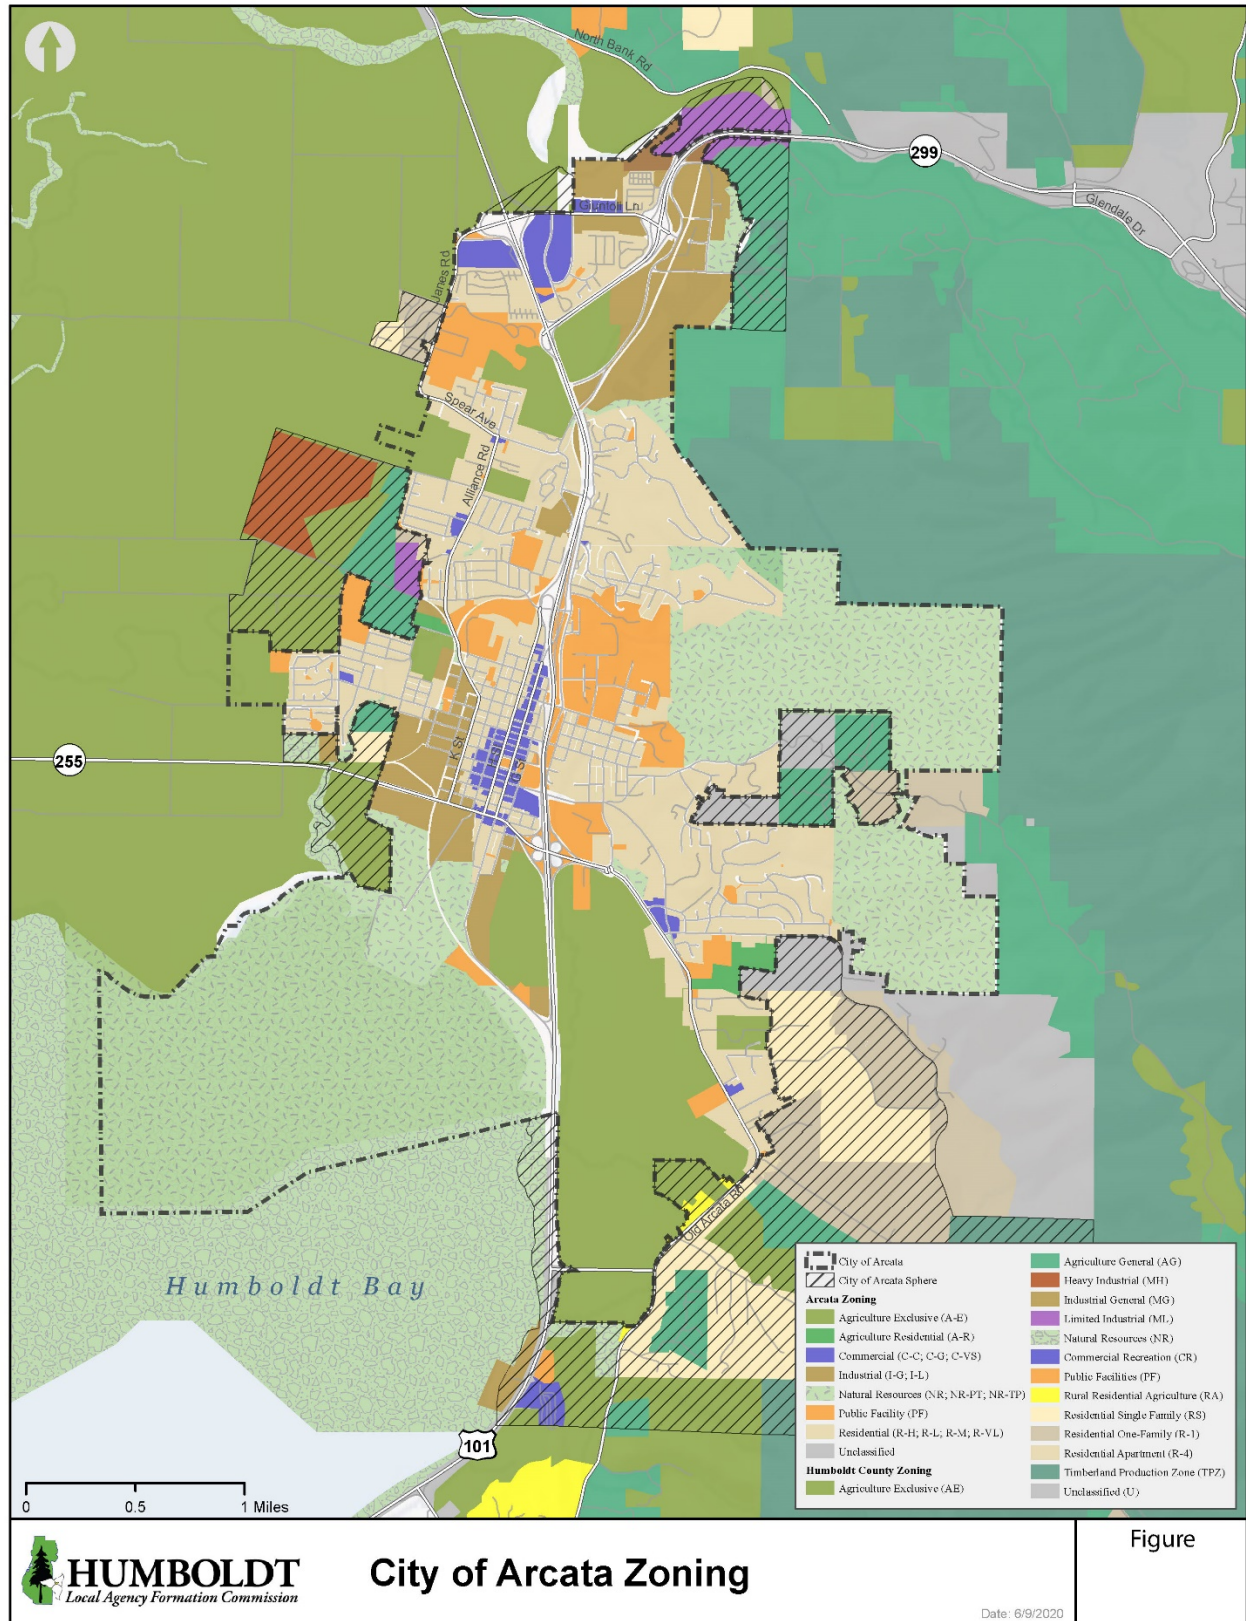 North Bank Rd
299
Glendale Dr
Giuntoli Ln
Janes Rd
Spear Ave
Alliance Rd
255
K St
G St
Old Arcata Rd
Humboldt Bay
101
0 0.5 1 Miles
City of Arcata
City of Arcata Sphere
Arcata Zoning
Agriculture Exclusive (A-E)
Agriculture Residential (A-R)
Commercial (C-C; C-G; C-VS)
Industrial (I-G; I-L)
Natural Resources (NR; NR-PT; NR-TP)
Public Facility (PF)
Residential (R-H; R-L; R-M; R-VL)
Unclassified
Humboldt County Zoning
Agriculture Exclusive (AE)
Agriculture General (AG)
Heavy Industrial (MH)
Industrial General (MG)
Limited Industrial (ML)
Natural Resources (NR)
Commercial Recreation (CR)
Public Facilities (PF)
Rural Residential Agriculture (RA)
Residential Single Family (RS)
Residential One-Family (R-1)
Residential Apartment (R-4)
Timberland Production Zone (TPZ)
Unclassified (U)
HUMBOLDT
Local Agency Formation Commission
City of Arcata Zoning
Figure
Date: 6/9/2020